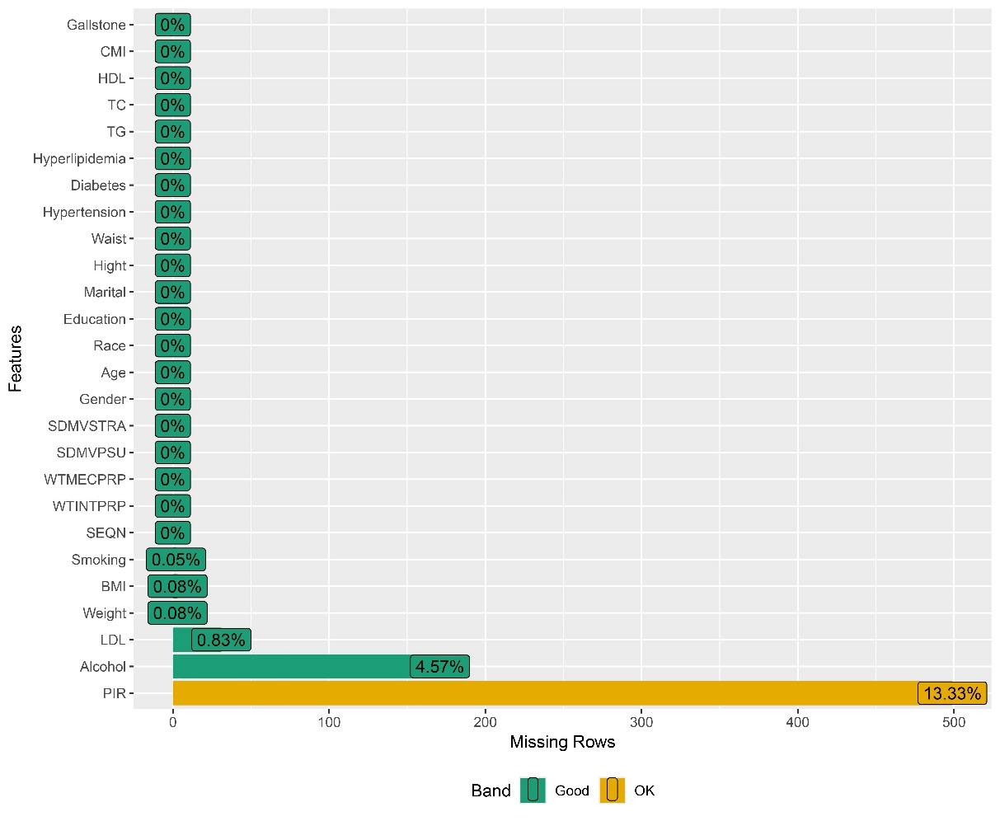 Features
Gallstone 0%
CMI 0%
HDL 0%
TC 0%
TG 0%
Hyperlipidemia 0%
Diabetes 0%
Hypertension 0%
Waist 0%
Hight 0%
Marital 0%
Education 0%
Race 0%
Age 0%
Gender 0%
SDMVSTRA 0%
SDMVPSU 0%
WTMECPRP 0%
WTINTPRP 0%
SEQN 0%
Smoking 0.05%
BMI 0.08%
Weight 0.08%
LDL 0.83%
Alcohol 4.57%
PIR 13.33%
0 100 200 300 400 500
Missing Rows
Band Good OK